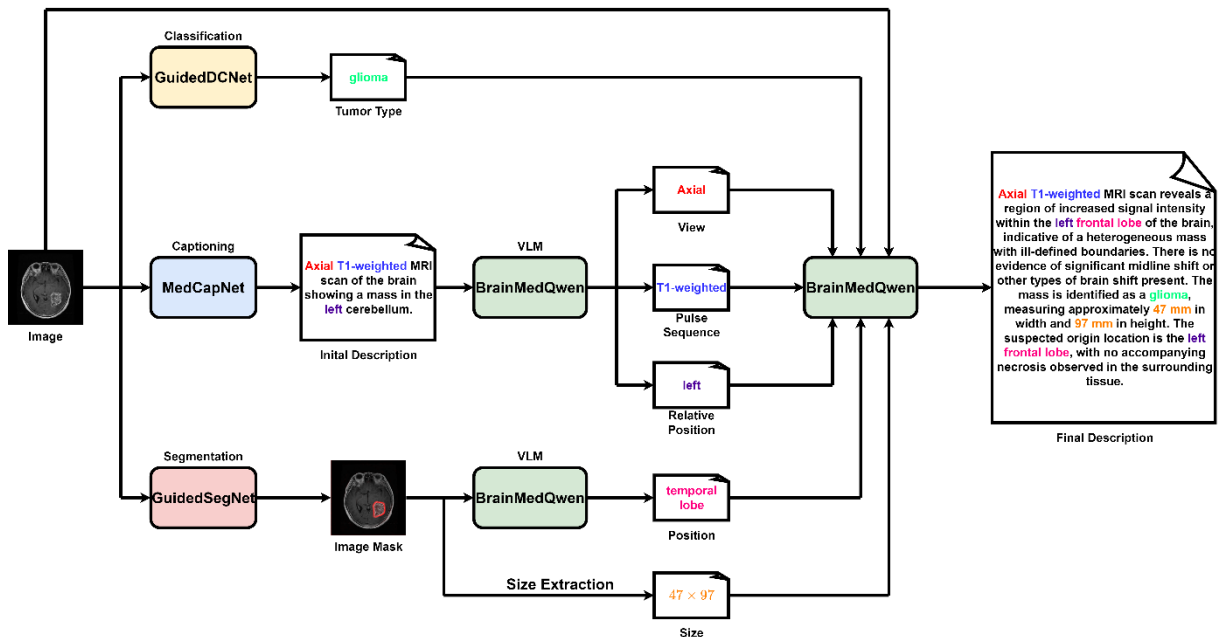 Classification
GuidedDCNet
glioma
Tumor Type
Image
Captioning
MedCapNet
Axial T1-weighted MRI
scan of the brain
showing a mass in the
left cerebellum.
Inital Description
VLM
BrainMedQwen
Axial
View
T1-weighted
Pulse
Sequence
left
Relative
Position
Segmentation
GuidedSegNet
Image Mask
VLM
BrainMedQwen
temporal
lobe
Position
Size Extraction
47 × 97
Size
BrainMedQwen
Axial T1-weighted MRI scan reveals a
region of increased signal intensity
within the left frontal lobe of the brain,
indicative of a heterogeneous mass
with ill-defined boundaries. There is no
evidence of significant midline shift or
other types of brain shift present. The
mass is identified as a glioma,
measuring approximately 47 mm in
width and 97 mm in height. The
suspected origin location is the left
frontal lobe, with no accompanying
necrosis observed in the surrounding
tissue.
Final Description